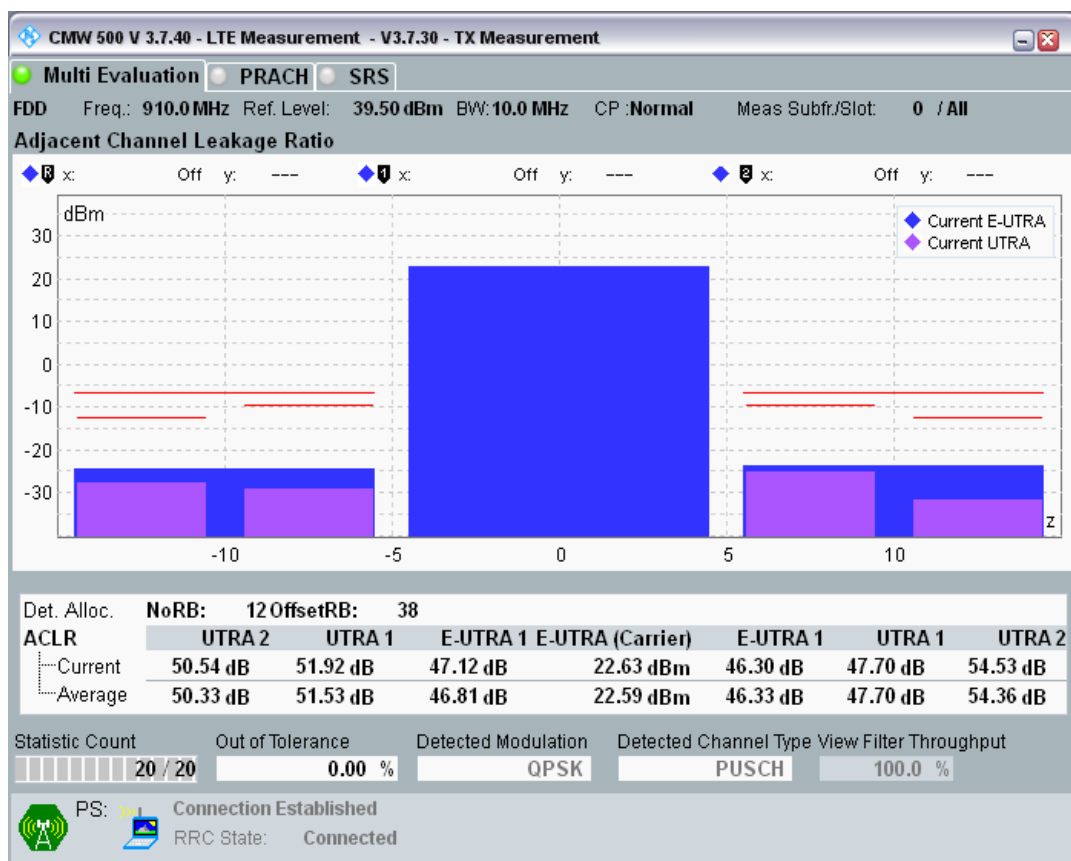 CMW 500 V 3.7.40 - LTE Measurement - V3.7.30 - TX Measurement
Multi Evaluation PRACH SRS
FDD Freq.: 910.0 MHz Ref. Level: 39.50 dBm BW: 10.0 MHz CP :Normal Meas Subfr./Slot: 0 / All
Adjacent Channel Leakage Ratio
R x: Off y: --- 1 x: Off y: --- 2 x: Off y: ---
dBm
Current E-UTRA
Current UTRA
30
20
10
0
-10
-20
-30
z
-10 -5 0 5 10
Det. Alloc. NoRB: 12 OffsetRB: 38
ACLR UTRA 2 UTRA 1 E-UTRA 1 E-UTRA (Carrier) E-UTRA 1 UTRA 1 UTRA 2
Current 50.54 dB 51.92 dB 47.12 dB 22.63 dBm 46.30 dB 47.70 dB 54.53 dB
Average 50.33 dB 51.53 dB 46.81 dB 22.59 dBm 46.33 dB 47.70 dB 54.36 dB
Statistic Count Out of Tolerance Detected Modulation Detected Channel Type View Filter Throughput
20 / 20 0.00 % QPSK PUSCH 100.0 %
PS: Connection Established
RRC State: Connected